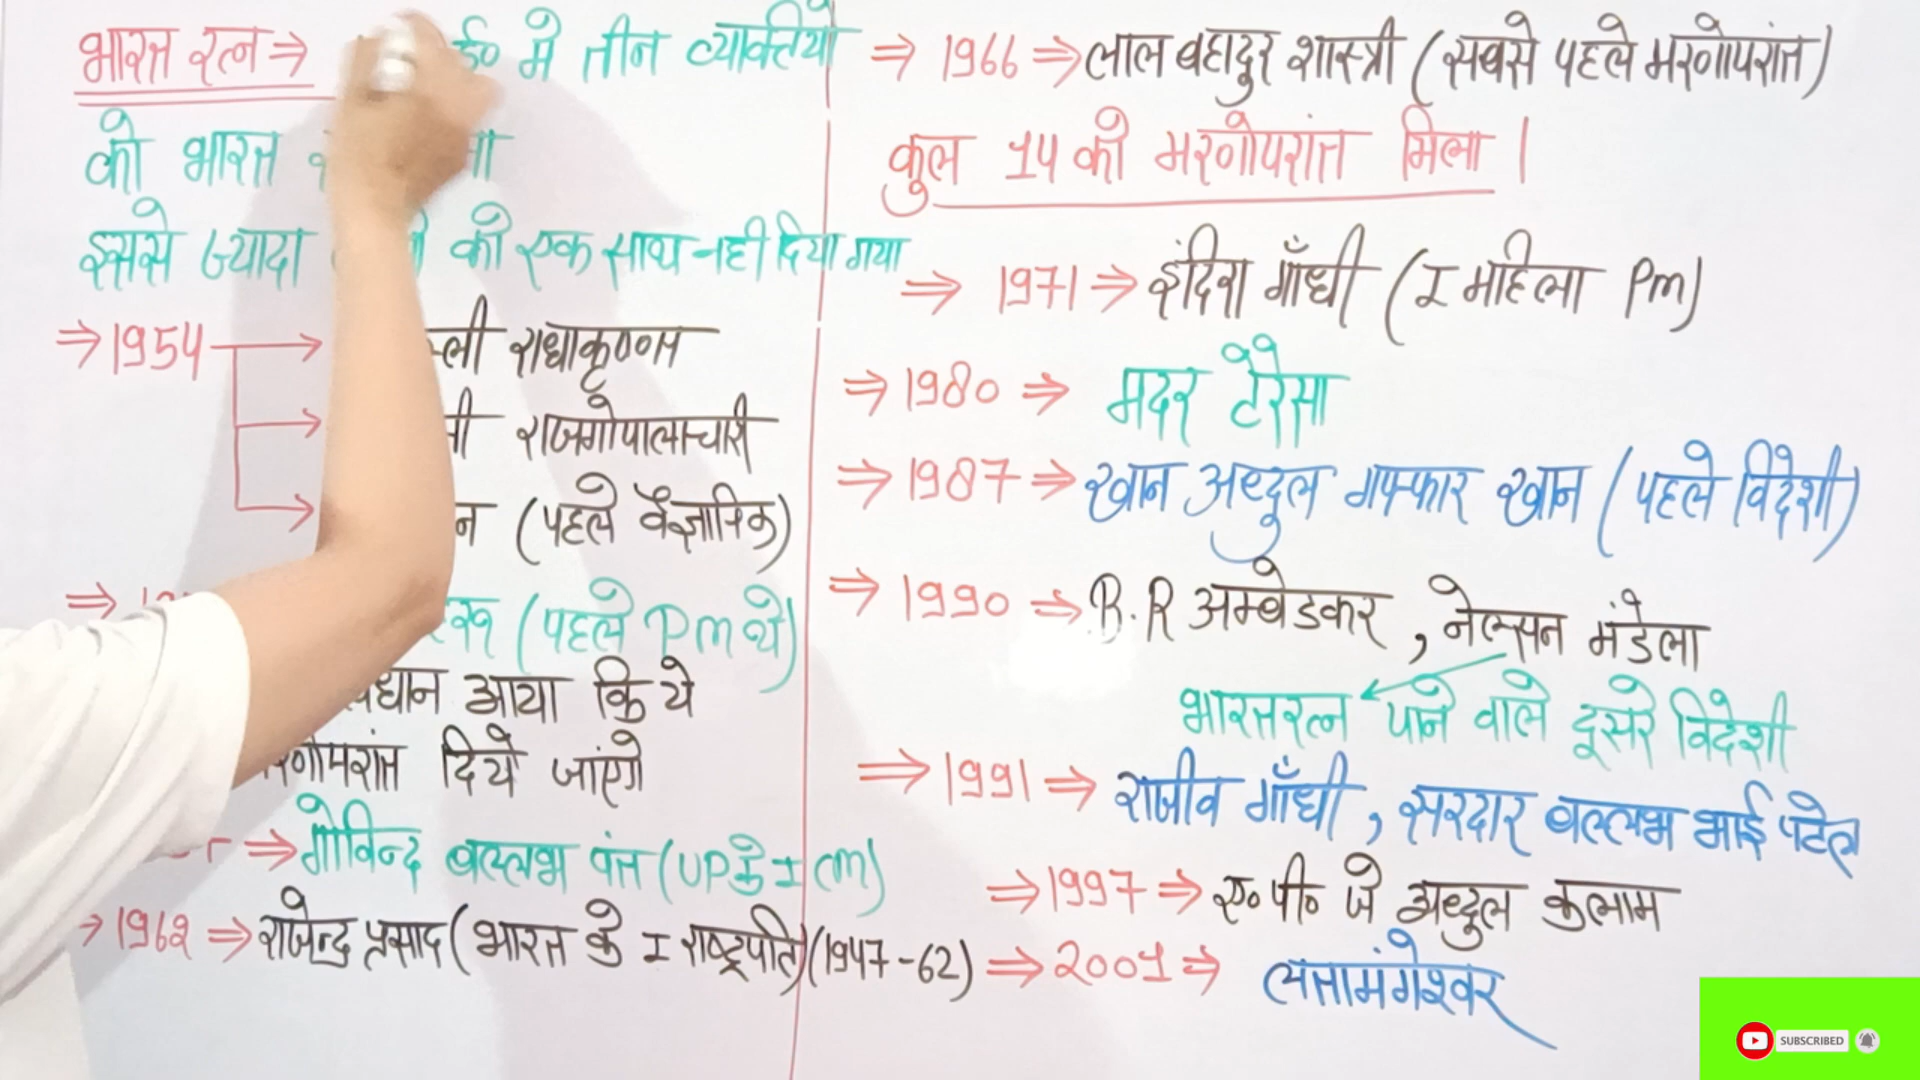 भारत रत्न ⇒ ई० मे तीन व्यक्तियो
को भारत
इससे ज्यादा को एक साथ नही दिया गया
⇒ 1954 → राधाकृष्णन
→ राजगोपालाचारी
→ (पहले वैज्ञानिक)
⇒ (पहले Pm थे)
आया कि ये
दिये जाएंगे
⇒ गोविन्द बल्लभ पंत (UP के I CM)
→ 1962 ⇒ राजेन्द्र प्रसाद (भारत के I राष्ट्रपति) (1947-62)
⇒ 1966 ⇒ लाल बहादुर शास्त्री (सबसे पहले मरणोपरांत)
कुल 14 को मरणोपरांत मिला।
⇒ 1971 ⇒ इंदिरा गाँधी (I महिला Pm)
⇒ 1980 ⇒ मदर टेरेसा
⇒ 1987 ⇒ खान अब्दुल गफ्फार खान (पहले विदेशी)
⇒ 1990 ⇒ B.R अम्बेडकर, नेल्सन मंडेला
भारतरत्न पाने वाले दूसरे विदेशी
⇒ 1991 ⇒ राजीव गाँधी, सरदार बल्लभ भाई पटेल
⇒ 1997 ⇒ ए० पी० जे अब्दुल कलाम
⇒ 2001 ⇒ लत्तामंगेश्वर
SUBSCRIBED